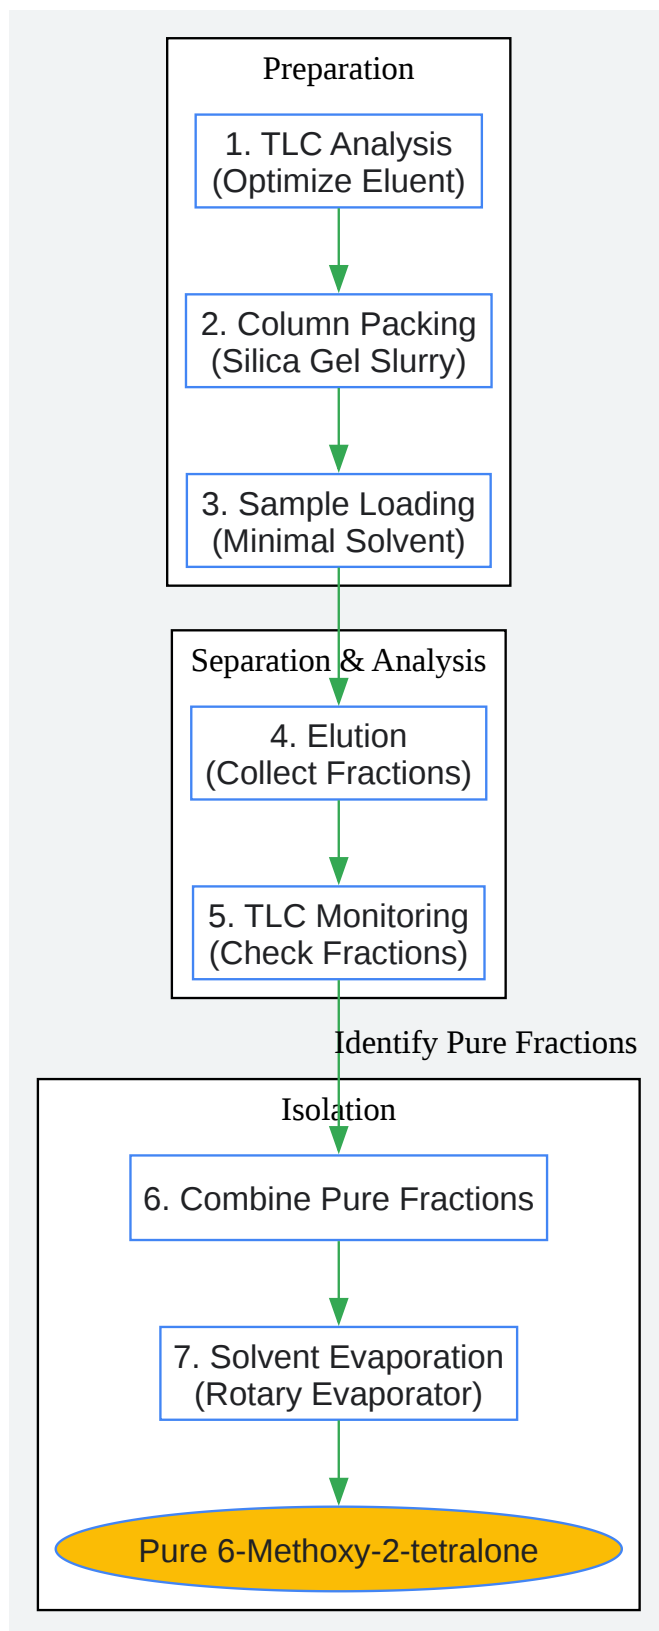 Preparation
1. TLC Analysis
(Optimize Eluent)
2. Column Packing
(Silica Gel Slurry)
3. Sample Loading
(Minimal Solvent)
Separation & Analysis
4. Elution
(Collect Fractions)
5. TLC Monitoring
(Check Fractions)
Identify Pure Fractions
Isolation
6. Combine Pure Fractions
7. Solvent Evaporation
(Rotary Evaporator)
Pure 6-Methoxy-2-tetralone